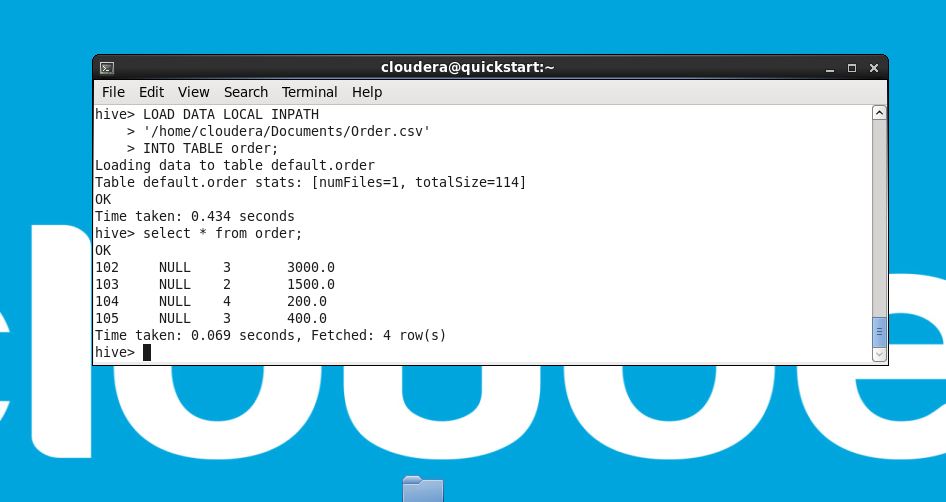 cloudera@quickstart:~
File Edit View Search Terminal Help
hive> LOAD DATA LOCAL INPATH
    > '/home/cloudera/Documents/Order.csv'
    > INTO TABLE order;
Loading data to table default.order
Table default.order stats: [numFiles=1, totalSize=114]
OK
Time taken: 0.434 seconds
hive> select * from order;
OK
102     NULL    3       3000.0
103     NULL    2       1500.0
104     NULL    4       200.0
105     NULL    3       400.0
Time taken: 0.069 seconds, Fetched: 4 row(s)
hive>
cloude